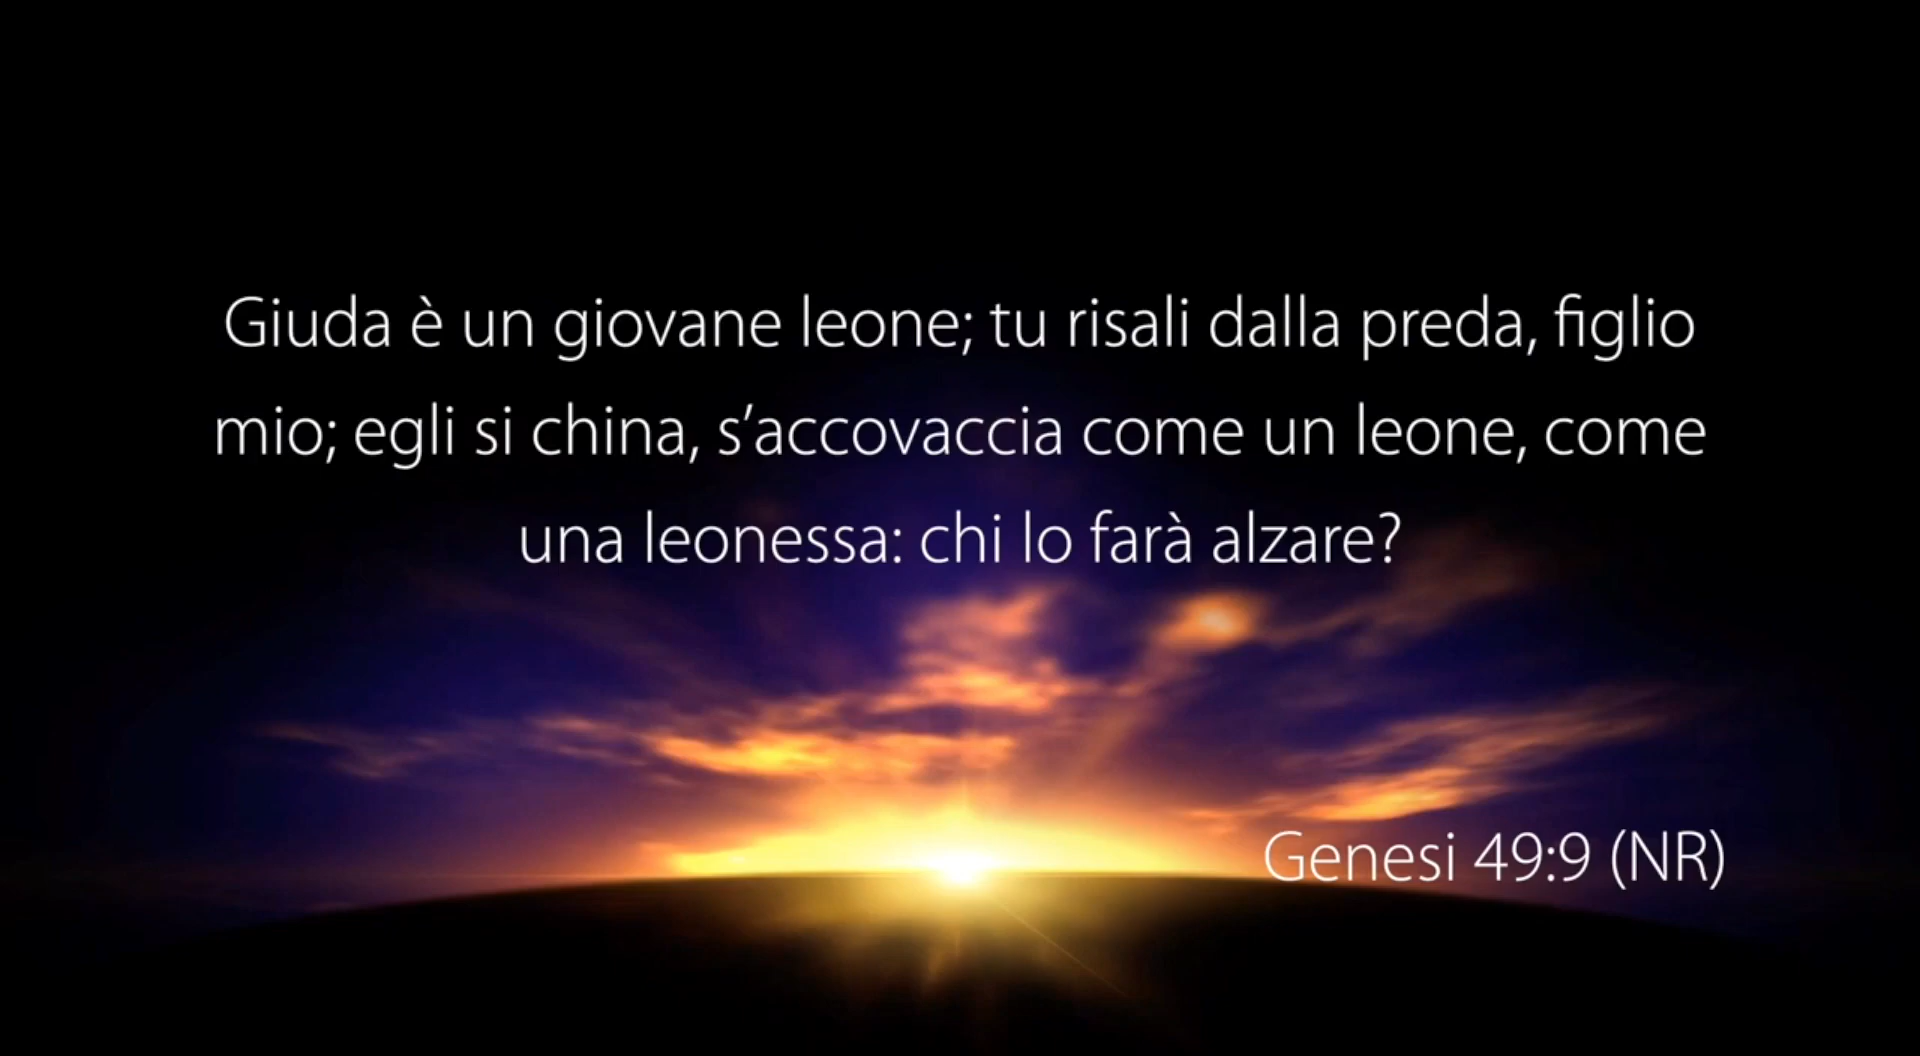 Giuda è un giovane leone; tu risali dalla preda, figlio
mio; egli si china, s’accovaccia come un leone, come
una leonessa: chi lo farà alzare?
Genesi 49:9 (NR)